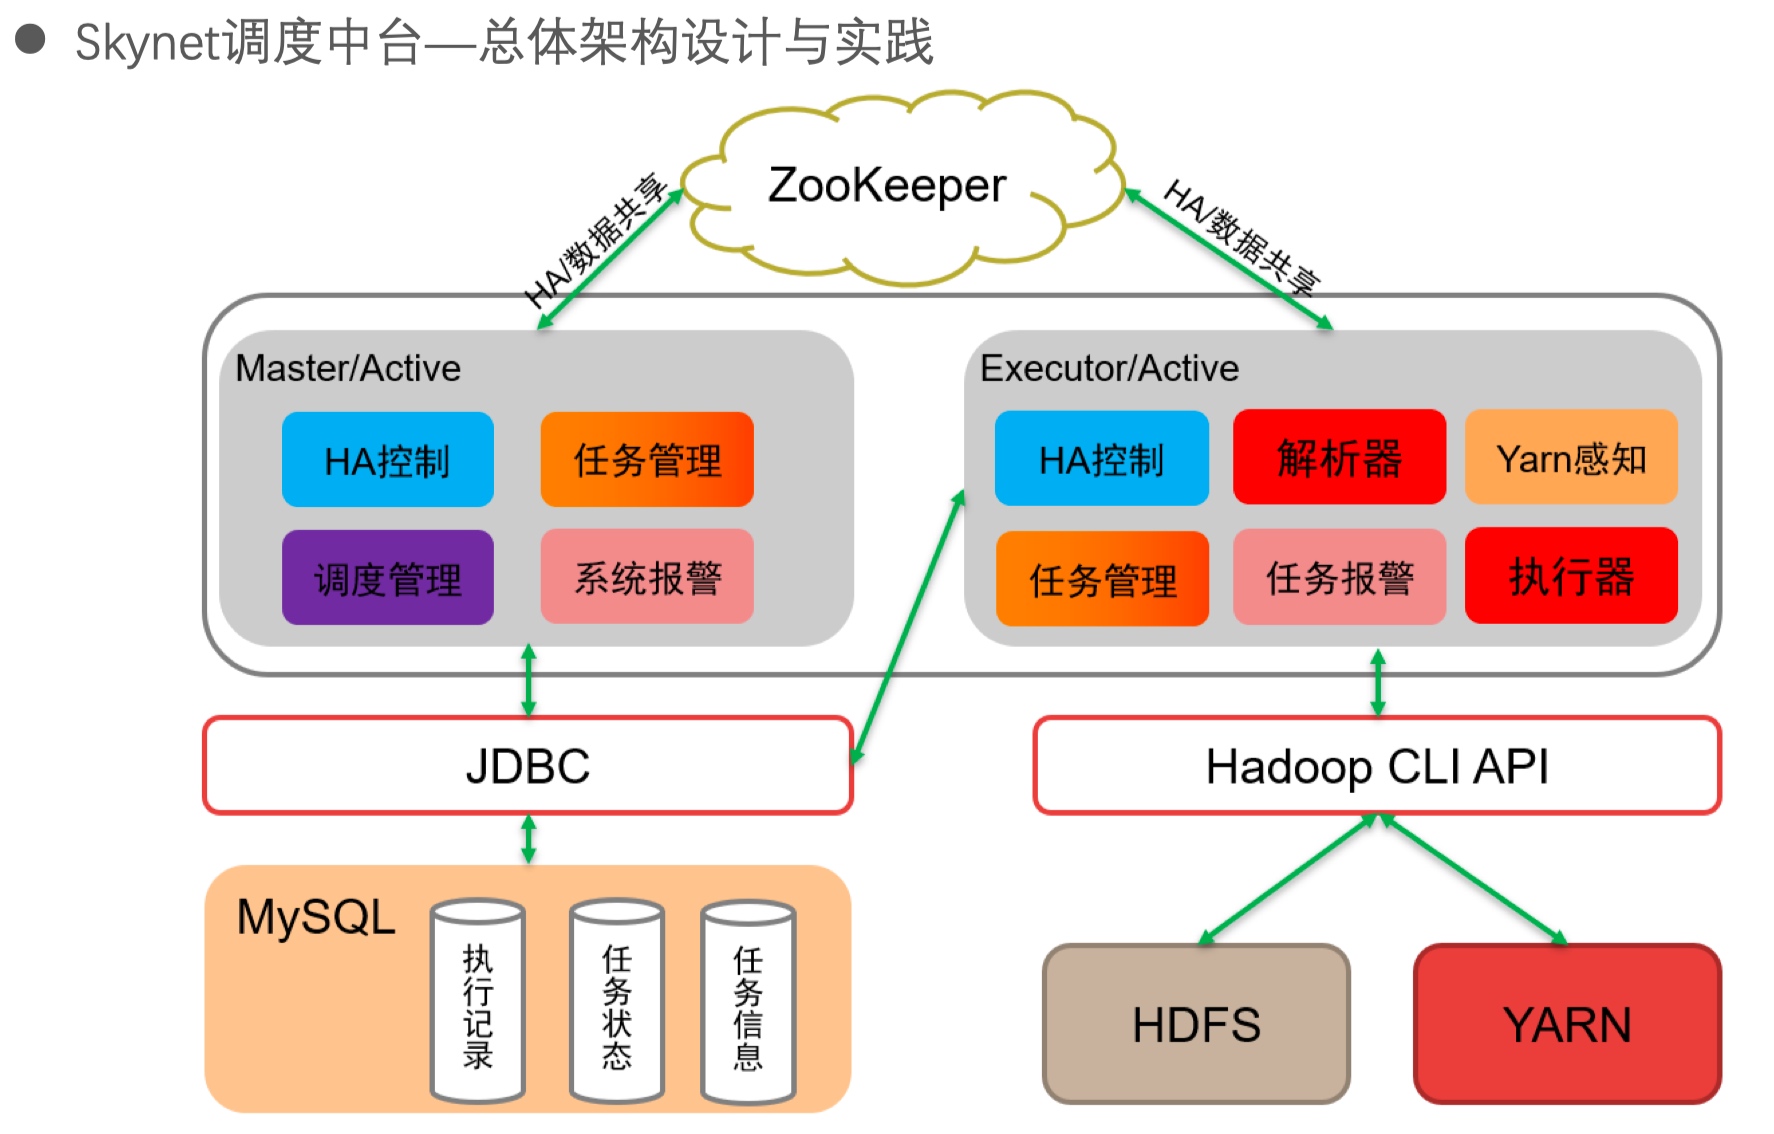 Skynet调度中台—总体架构设计与实践
ZooKeeper
HA/数据共享
HA/数据共享
Master/Active
HA控制
任务管理
调度管理
系统报警
Executor/Active
HA控制
解析器
Yarn感知
任务管理
任务报警
执行器
JDBC
Hadoop CLI API
MySQL
执行记录
任务状态
任务信息
HDFS
YARN